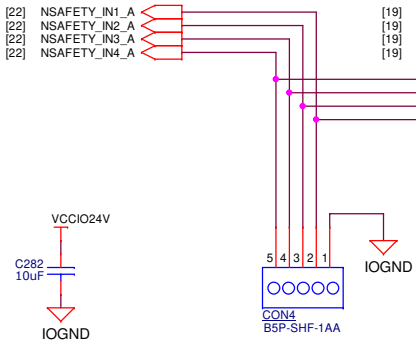 [22] NSAFETY_IN1_A [19]
[22] NSAFETY_IN2_A [19]
[22] NSAFETY_IN3_A [19]
[22] NSAFETY_IN4_A [19]
VCCIO24V
C282
10uF
IOGND
5 4 3 2 1
IOGND
CON4
B5P-SHF-1AA